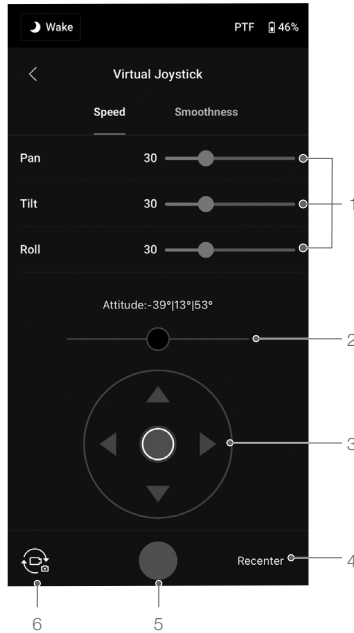 Wake PTF 46%
Virtual Joystick
Speed Smoothness
Pan 30
1
Tilt 30
Roll 30
Attitude:-39°|13°|53°
2
3
Recenter 4
6 5